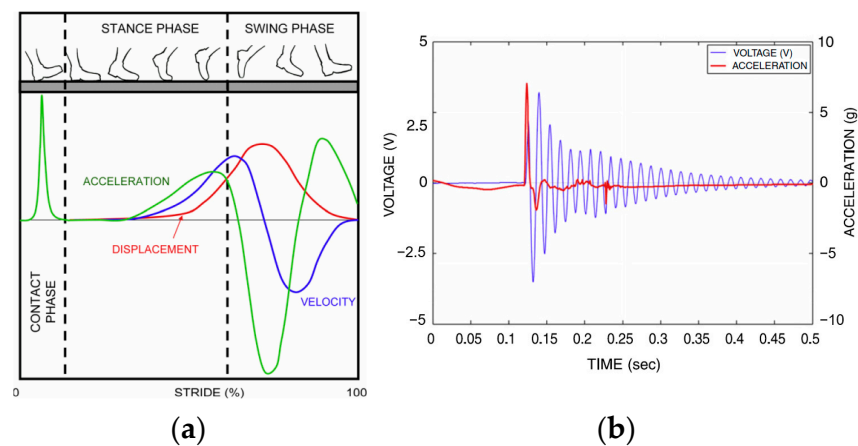 STANCE PHASE
SWING PHASE
ACCELERATION
DISPLACEMENT
VELOCITY
CONTACT
PHASE
0
STRIDE (%)
100
(a)
VOLTAGE (V)
ACCELERATION
5
2.5
0
−2.5
−5
VOLTAGE (V)
10
5
0
−5
−10
ACCELERATION (g)
0
0.05
0.1
0.15
0.2
0.25
0.3
0.35
0.4
0.45
0.5
TIME (sec)
(b)